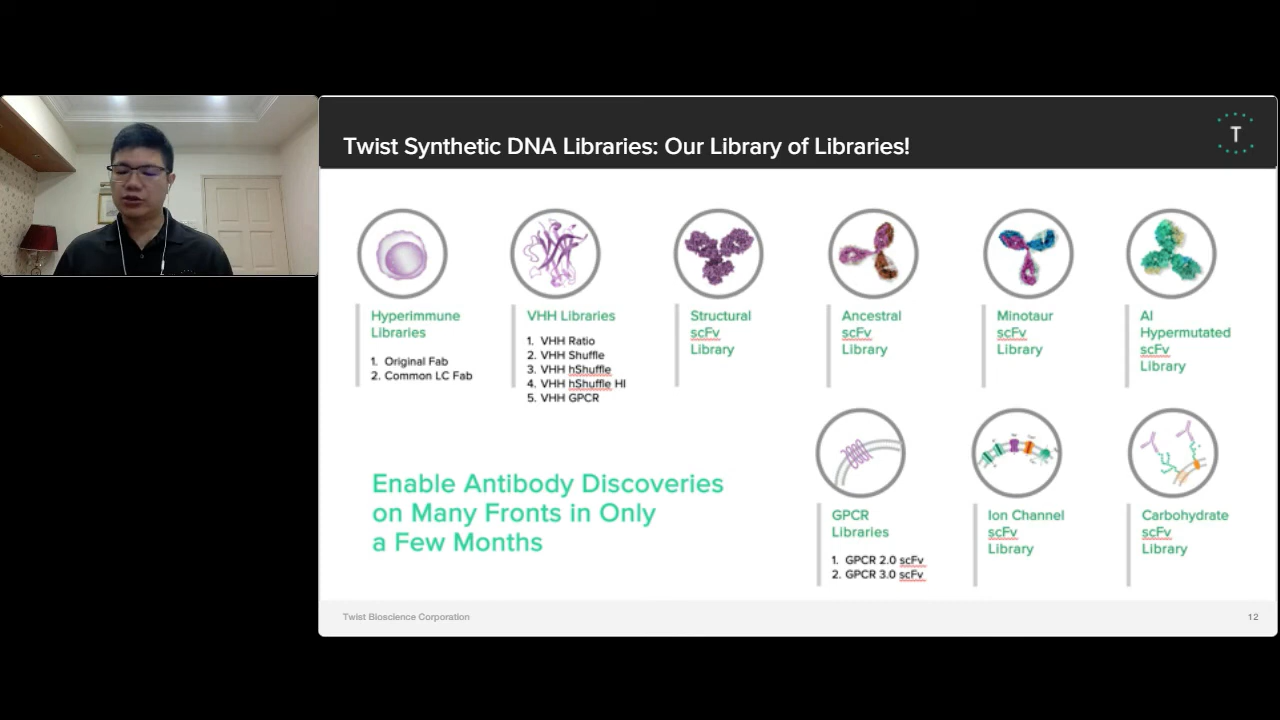 Twist Synthetic DNA Libraries: Our Library of Libraries!
T
Hyperimmune
Libraries
1. Original Fab
2. Common LC Fab
VHH Libraries
1. VHH Ratio
2. VHH Shuffle
3. VHH hShuffle
4. VHH hShuffle HI
5. VHH GPCR
Structural
scFv
Library
Ancestral
scFv
Library
Minotaur
scFv
Library
AI
Hypermutated
scFv
Library
Enable Antibody Discoveries
on Many Fronts in Only
a Few Months
GPCR
Libraries
1. GPCR 2.0 scFv
2. GPCR 3.0 scFv
Ion Channel
scFv
Library
Carbohydrate
scFv
Library
Twist Bioscience Corporation
12